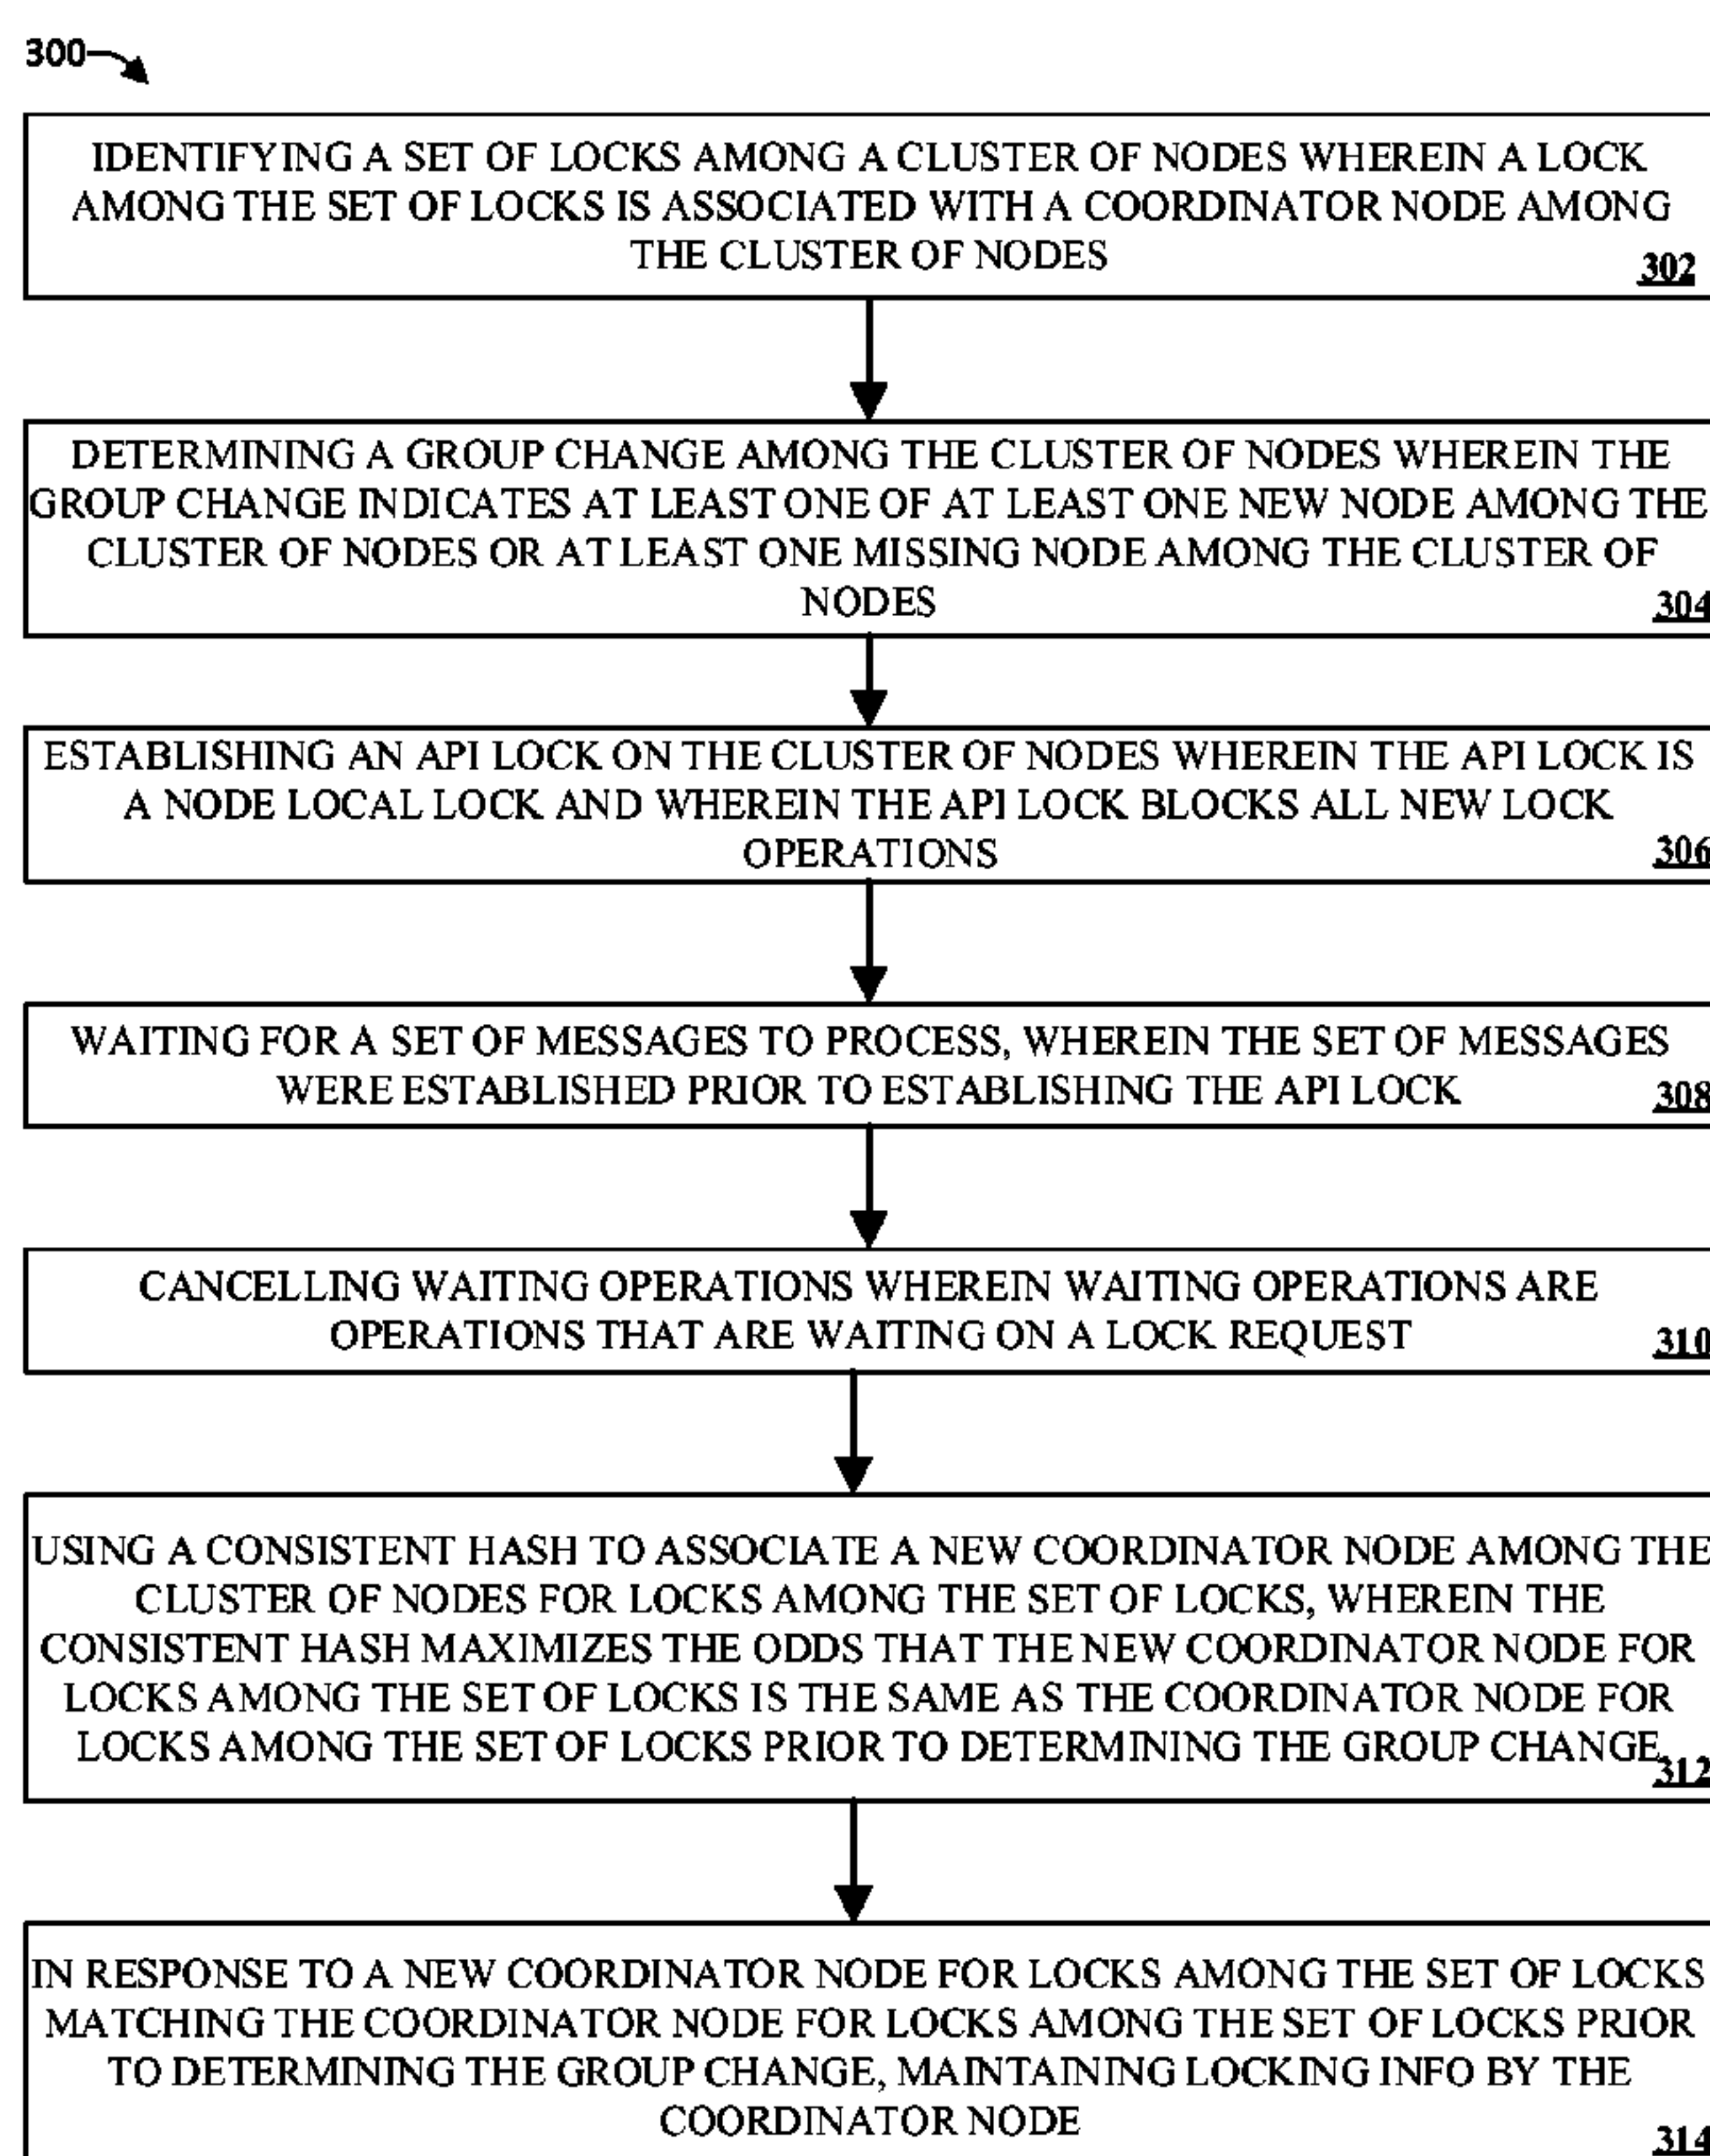 300
IDENTIFYING A SET OF LOCKS AMONG A CLUSTER OF NODES WHEREIN A LOCK
AMONG THE SET OF LOCKS IS ASSOCIATED WITH A COORDINATOR NODE AMONG
THE CLUSTER OF NODES
302
DETERMINING A GROUP CHANGE AMONG THE CLUSTER OF NODES WHEREIN THE
GROUP CHANGE INDICATES AT LEAST ONE OF AT LEAST ONE NEW NODE AMONG THE
CLUSTER OF NODES OR AT LEAST ONE MISSING NODE AMONG THE CLUSTER OF
NODES
304
ESTABLISHING AN API LOCK ON THE CLUSTER OF NODES WHEREIN THE API LOCK IS
A NODE LOCAL LOCK AND WHEREIN THE API LOCK BLOCKS ALL NEW LOCK
OPERATIONS
306
WAITING FOR A SET OF MESSAGES TO PROCESS, WHEREIN THE SET OF MESSAGES
WERE ESTABLISHED PRIOR TO ESTABLISHING THE API LOCK
308
CANCELLING WAITING OPERATIONS WHEREIN WAITING OPERATIONS ARE
OPERATIONS THAT ARE WAITING ON A LOCK REQUEST
310
USING A CONSISTENT HASH TO ASSOCIATE A NEW COORDINATOR NODE AMONG THE
CLUSTER OF NODES FOR LOCKS AMONG THE SET OF LOCKS, WHEREIN THE
CONSISTENT HASH MAXIMIZES THE ODDS THAT THE NEW COORDINATOR NODE FOR
LOCKS AMONG THE SET OF LOCKS IS THE SAME AS THE COORDINATOR NODE FOR
LOCKS AMONG THE SET OF LOCKS PRIOR TO DETERMINING THE GROUP CHANGE
312
IN RESPONSE TO A NEW COORDINATOR NODE FOR LOCKS AMONG THE SET OF LOCKS
MATCHING THE COORDINATOR NODE FOR LOCKS AMONG THE SET OF LOCKS PRIOR
TO DETERMINING THE GROUP CHANGE, MAINTAINING LOCKING INFO BY THE
COORDINATOR NODE
314